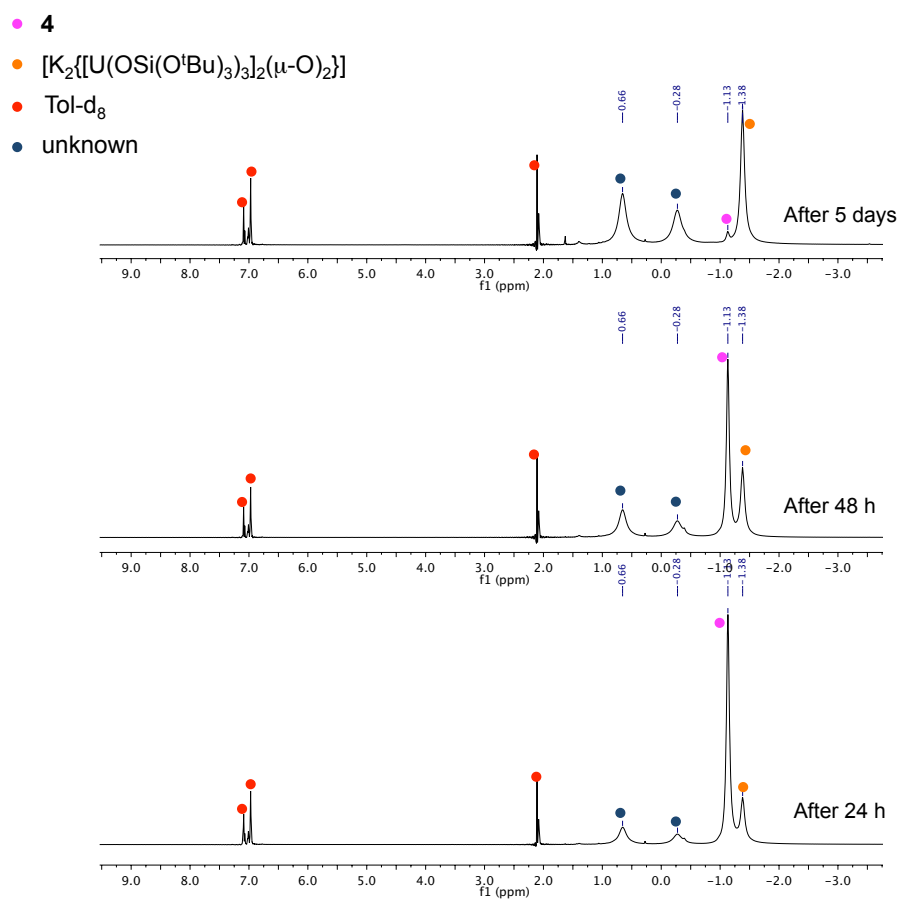 4
[K₂{[U(OSi(OᵗBu)₃)₃]₂(μ-O)₂}]
Tol-d₈
unknown
−0.66 −0.28 −1.13 1.38
After 5 days
9.0 8.0 7.0 6.0 5.0 4.0 3.0 2.0 1.0 0.0 −1.0 −2.0 −3.0
f1 (ppm)
−0.66 −0.28 −1.13 −1.38
After 48 h
9.0 8.0 7.0 6.0 5.0 4.0 3.0 2.0 1.0 0.0 −1.0 −2.0 −3.0
f1 (ppm)
−0.66 −0.28 −1.13 −1.38
After 24 h
9.0 8.0 7.0 6.0 5.0 4.0 3.0 2.0 1.0 0.0 −1.0 −2.0 −3.0
f1 (ppm)